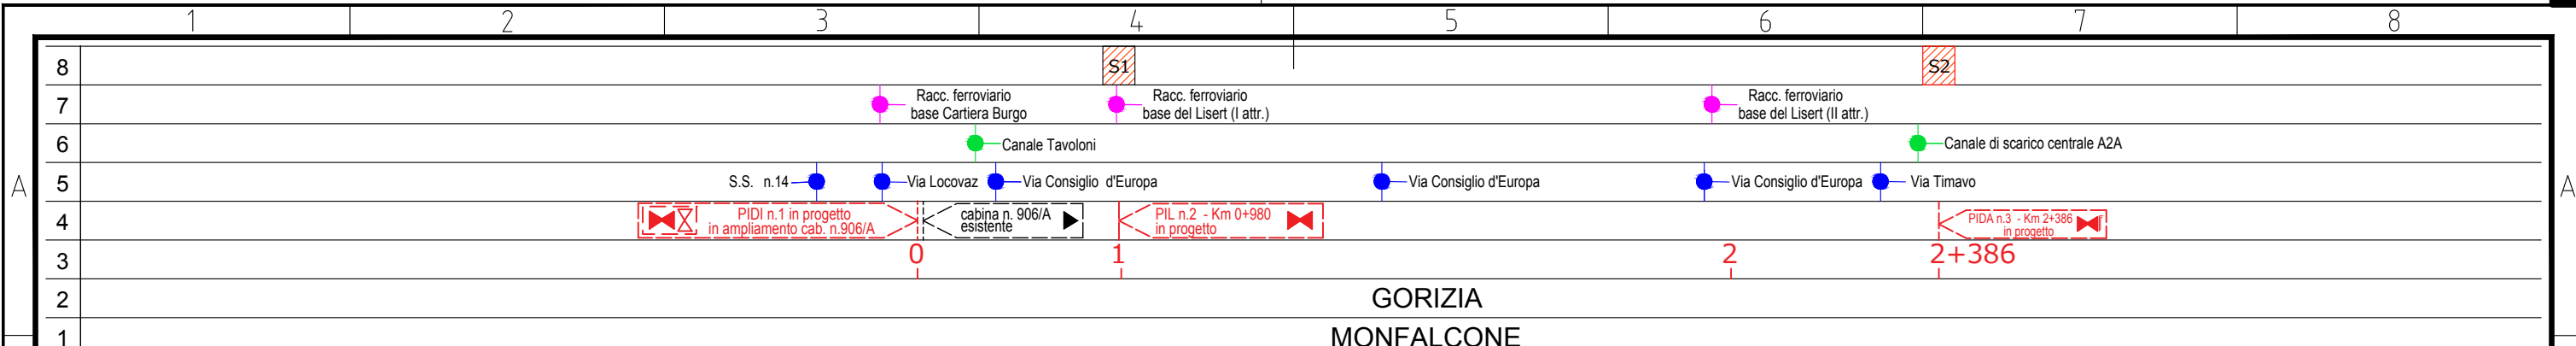 1 2 3 4 5 6 7 8
8 S1 S2
7 Racc. ferroviario
base Cartiera Burgo
Racc. ferroviario
base del Lisert (I attr.)
Racc. ferroviario
base del Lisert (II attr.)
6 Canale Tavoloni Canale di scarico centrale A2A
A A
5 S.S. n.14 Via Locovaz Via Consiglio d'Europa Via Consiglio d'Europa Via Consiglio d'Europa Via Timavo
4 PIDI n.1 in progetto
in ampliamento cab. n.906/A
cabina n. 906/A
esistente
PIL n.2 - Km 0+980
in progetto
PIDA n.3 - Km 2+386
in progetto
3 0 1 2 2+386
2 GORIZIA
1 MONFALCONE